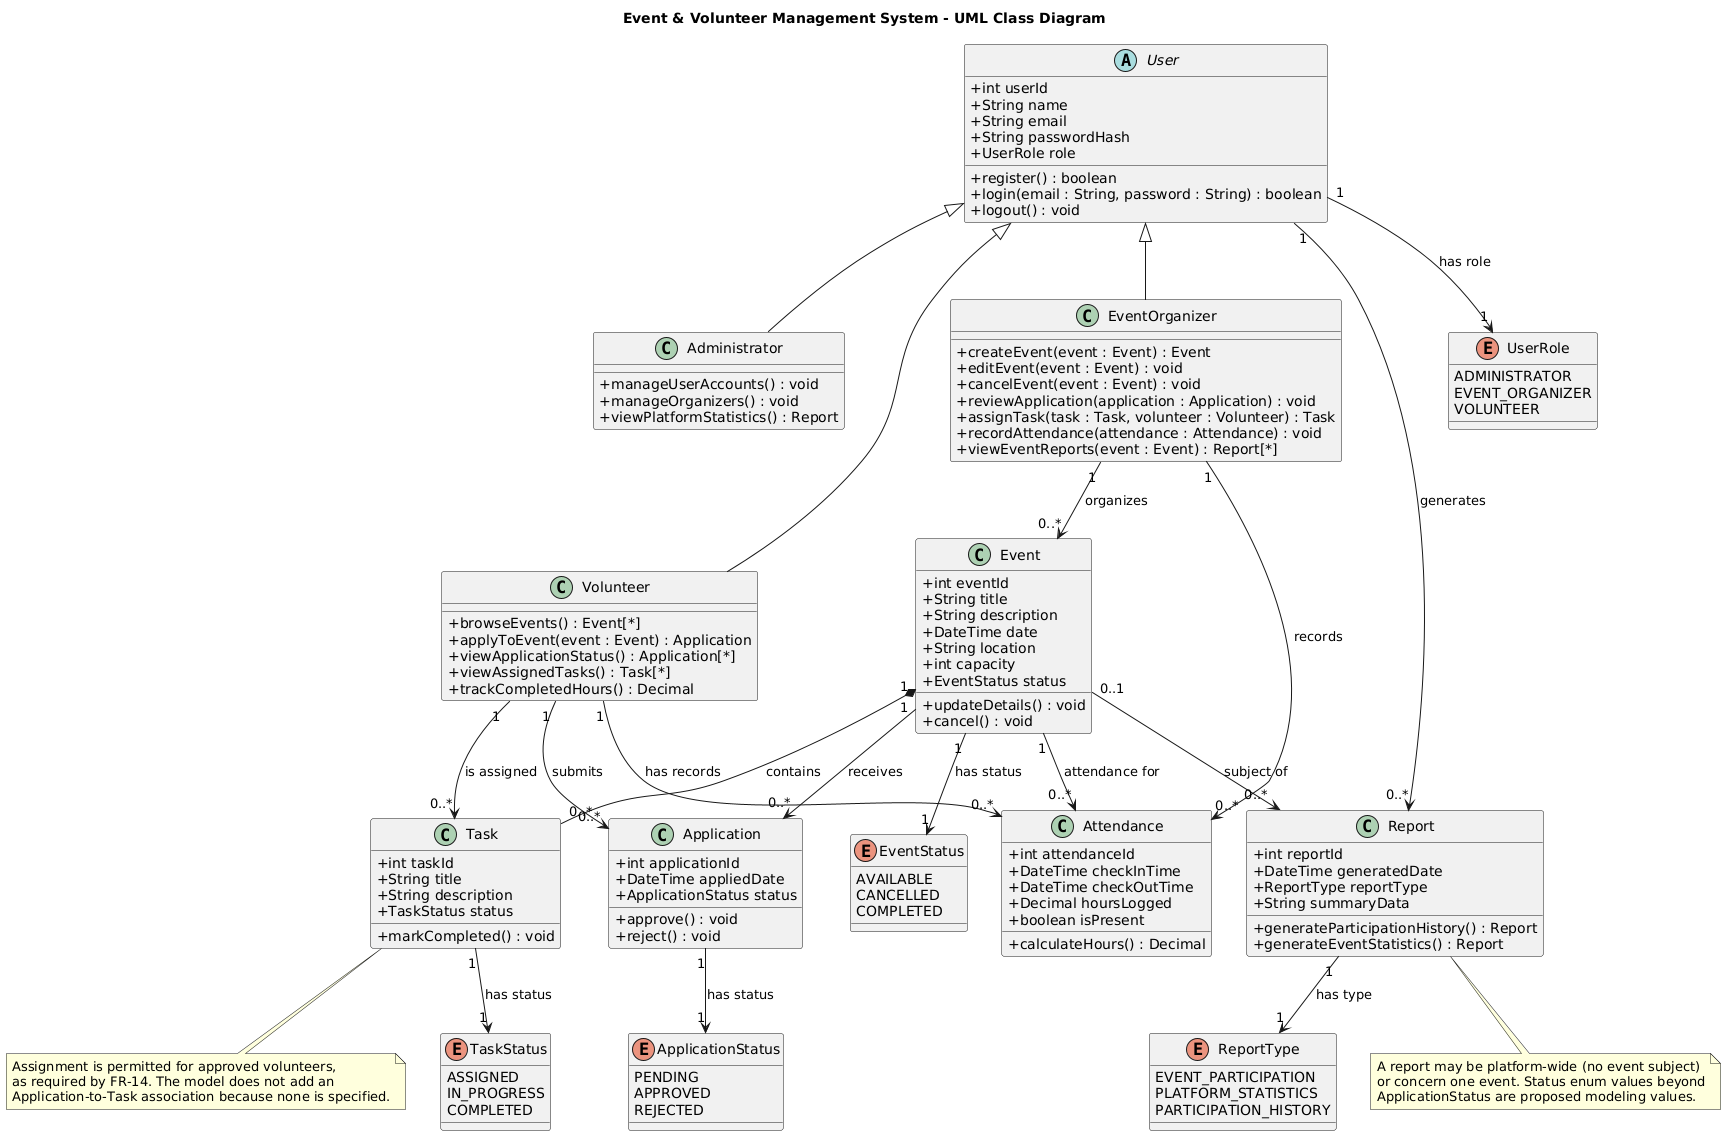 Event & Volunteer Management System - UML Class Diagram
A User
+int userId
+String name
+String email
+String passwordHash
+UserRole role
+register() : boolean
+login(email : String, password : String) : boolean
+logout() : void
1
1
has role
1
generates
C Administrator
+manageUserAccounts() : void
+manageOrganizers() : void
+viewPlatformStatistics() : Report
C EventOrganizer
+createEvent(event : Event) : Event
+editEvent(event : Event) : void
+cancelEvent(event : Event) : void
+reviewApplication(application : Application) : void
+assignTask(task : Task, volunteer : Volunteer) : Task
+recordAttendance(attendance : Attendance) : void
+viewEventReports(event : Event) : Report[*]
E UserRole
ADMINISTRATOR
EVENT_ORGANIZER
VOLUNTEER
1
organizes
0..*
1
records
C Volunteer
+browseEvents() : Event[*]
+applyToEvent(event : Event) : Application
+viewApplicationStatus() : Application[*]
+viewAssignedTasks() : Task[*]
+trackCompletedHours() : Decimal
C Event
+int eventId
+String title
+String description
+DateTime date
+String location
+int capacity
+EventStatus status
+updateDetails() : void
+cancel() : void
1
1
0..1
1
1
1
1
1
is assigned
submits
has records
contains
receives
has status
attendance for
subject of
0..*
0..*
0..*
0..*
0..*
1
0..*
0..*
0..*
0..*
C Task
+int taskId
+String title
+String description
+TaskStatus status
+markCompleted() : void
C Application
+int applicationId
+DateTime appliedDate
+ApplicationStatus status
+approve() : void
+reject() : void
E EventStatus
AVAILABLE
CANCELLED
COMPLETED
C Attendance
+int attendanceId
+DateTime checkInTime
+DateTime checkOutTime
+Decimal hoursLogged
+boolean isPresent
+calculateHours() : Decimal
C Report
+int reportId
+DateTime generatedDate
+ReportType reportType
+String summaryData
+generateParticipationHistory() : Report
+generateEventStatistics() : Report
1
has status
1
1
has status
1
1
has type
1
Assignment is permitted for approved volunteers,
as required by FR-14. The model does not add an
Application-to-Task association because none is specified.
E TaskStatus
ASSIGNED
IN_PROGRESS
COMPLETED
E ApplicationStatus
PENDING
APPROVED
REJECTED
E ReportType
EVENT_PARTICIPATION
PLATFORM_STATISTICS
PARTICIPATION_HISTORY
A report may be platform-wide (no event subject)
or concern one event. Status enum values beyond
ApplicationStatus are proposed modeling values.